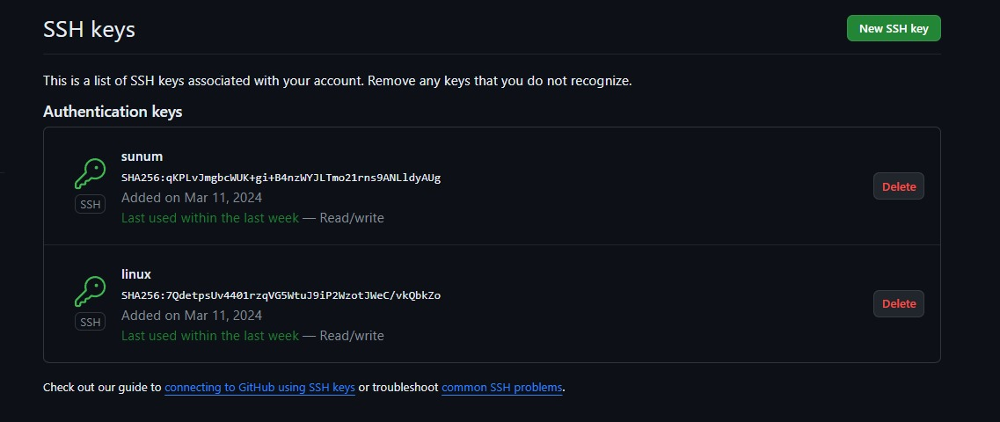 SSH keys
New SSH key
This is a list of SSH keys associated with your account. Remove any keys that you do not recognize.
Authentication keys
sunum
SHA256:qKPLvJmgbcWUK+gi+B4nzWYJLTmo21rns9ANLldyAUg
SSH
Added on Mar 11, 2024
Last used within the last week — Read/write
Delete
linux
SHA256:7QdetpsUv4401rzqVG5WtuJ9iP2WzotJWeC/vkQbkZo
SSH
Added on Mar 11, 2024
Last used within the last week — Read/write
Delete
Check out our guide to connecting to GitHub using SSH keys or troubleshoot common SSH problems.